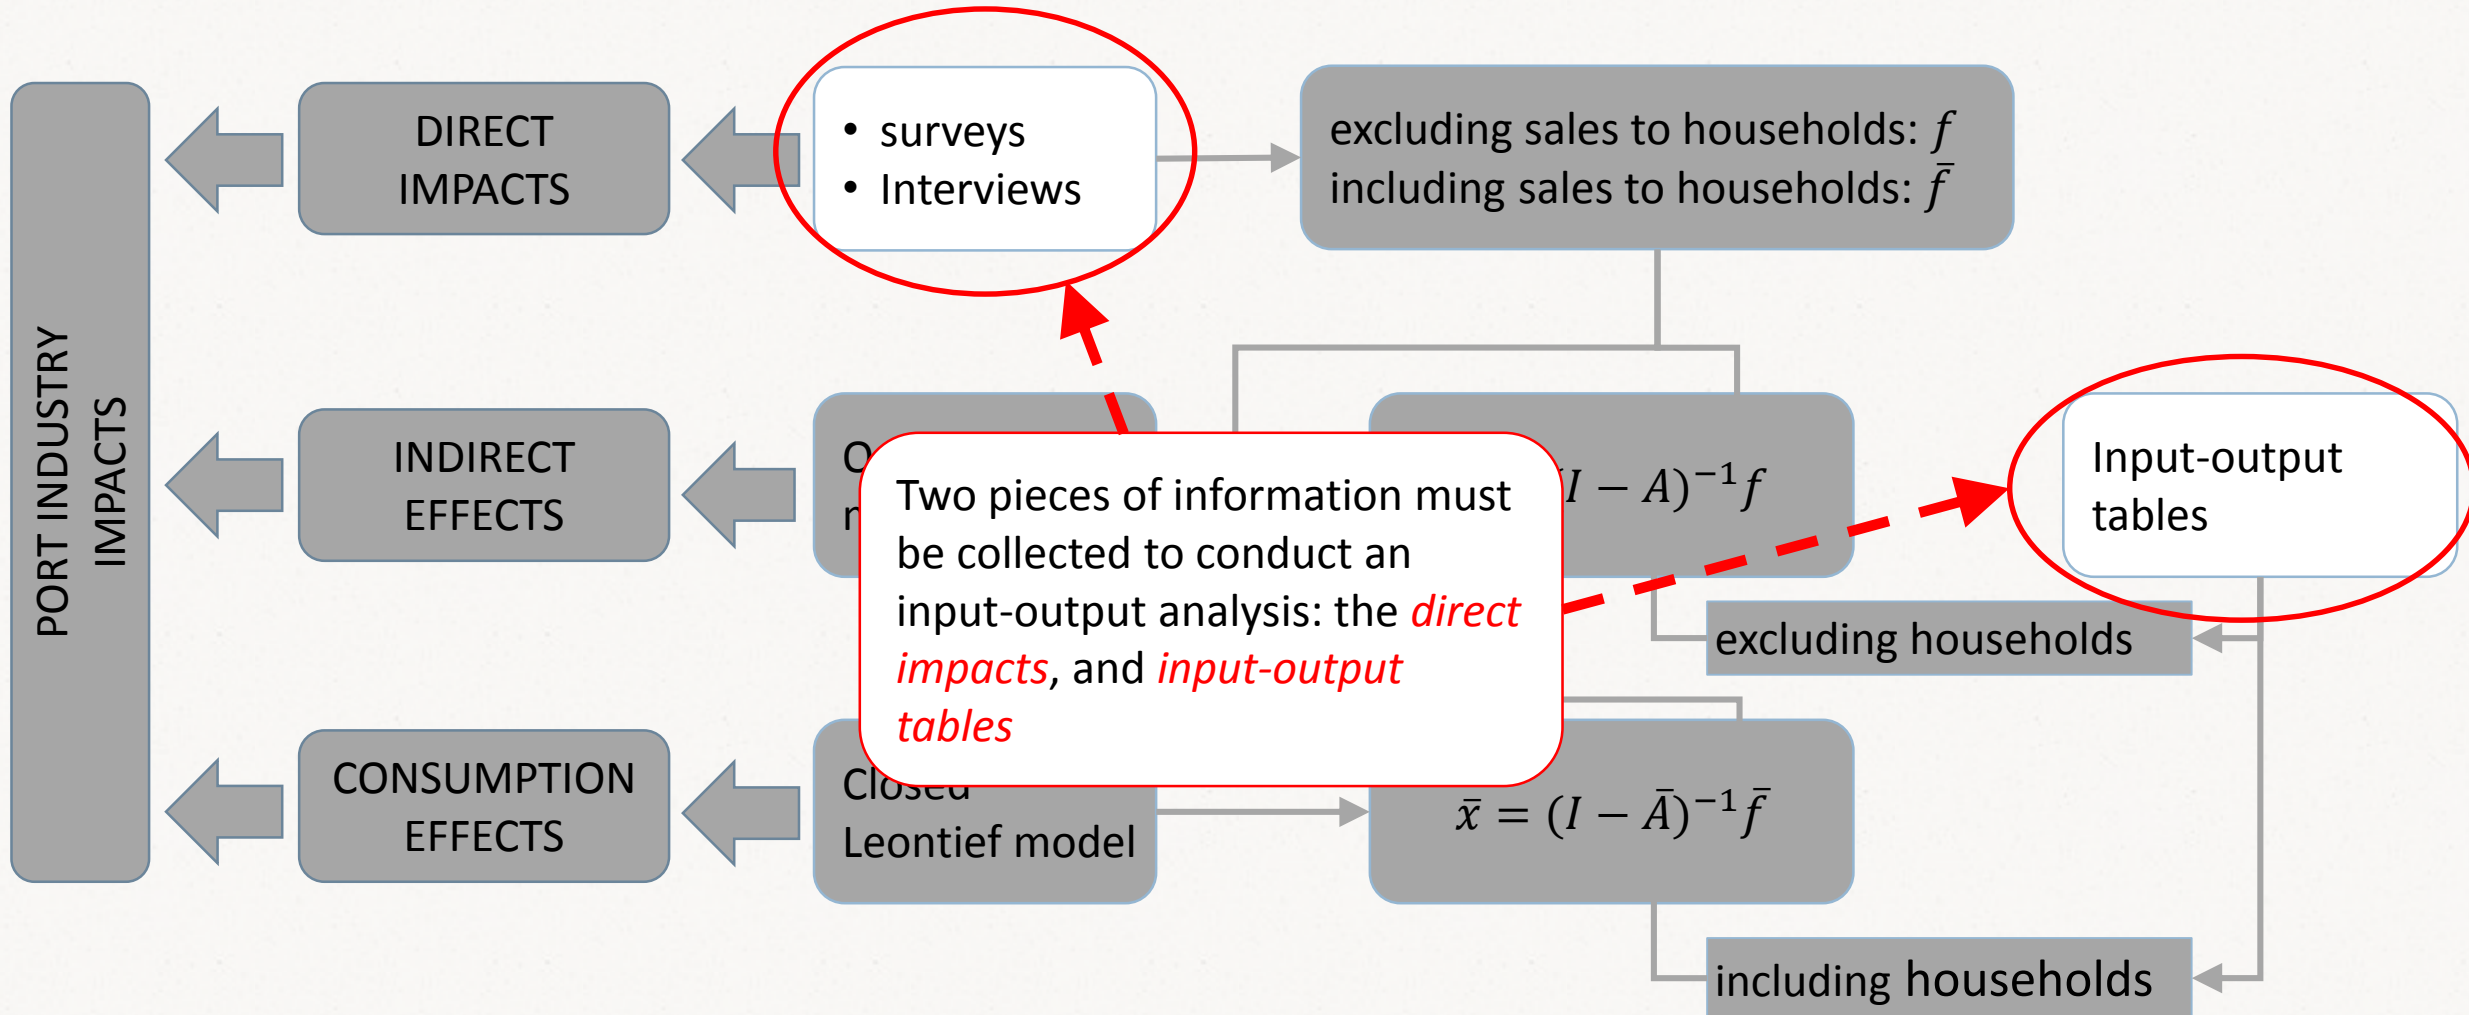 PORT INDUSTRY
IMPACTS
DIRECT
IMPACTS
• surveys
• Interviews
excluding sales to households: f
including sales to households: f̄
INDIRECT
EFFECTS
(I − A)⁻¹f
Input-output
tables
Two pieces of information must
be collected to conduct an
input-output analysis: the direct
impacts, and input-output
tables
excluding households
CONSUMPTION
EFFECTS
Closed
Leontief model
x̄ = (I − Ā)⁻¹f̄
including households